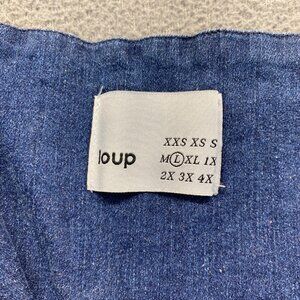 loup
XXS XS S
M L XL 1X
2X 3X 4X